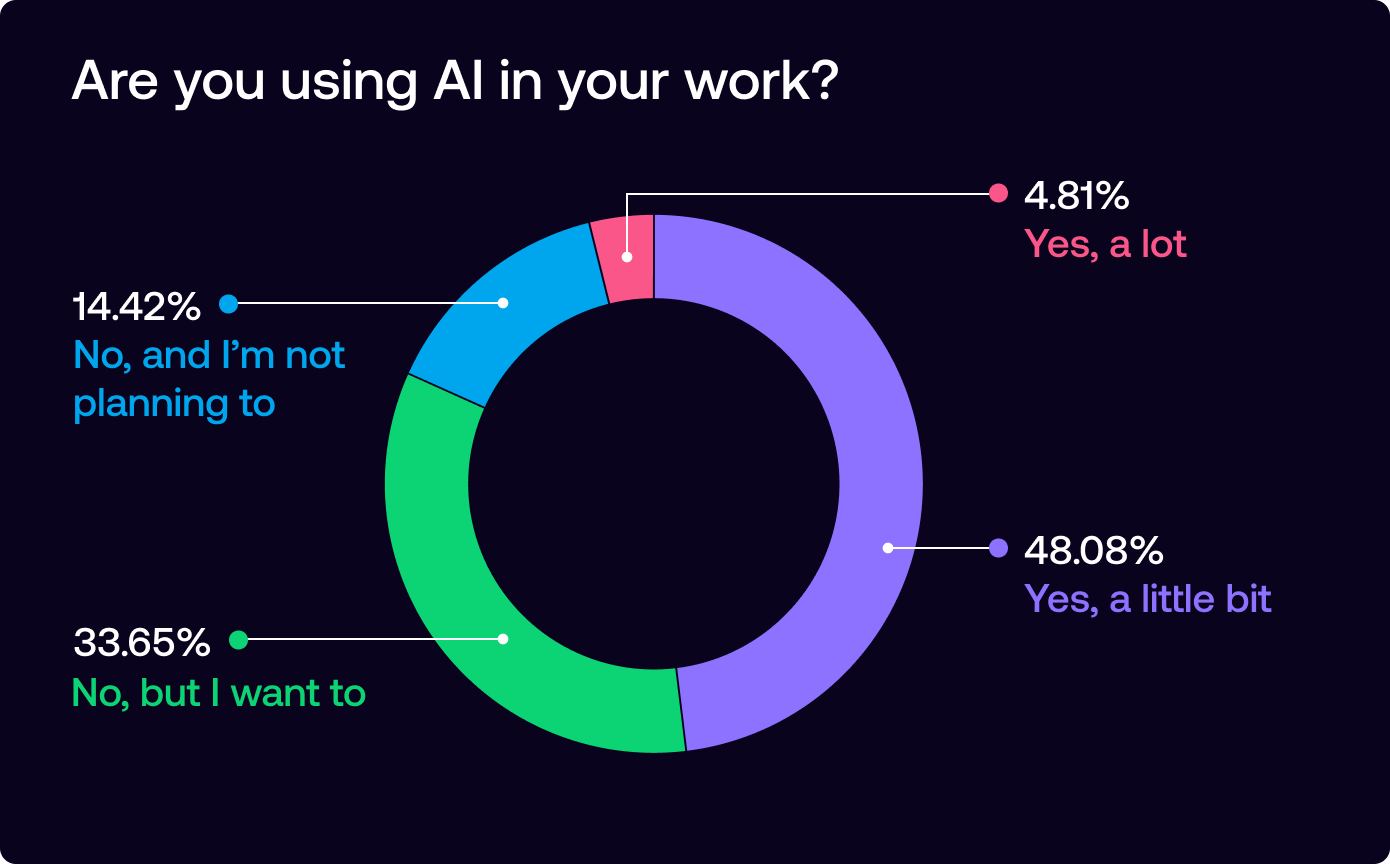 Are you using AI in your work?
4.81%
Yes, a lot
14.42%
No, and I’m not
planning to
48.08%
Yes, a little bit
33.65%
No, but I want to